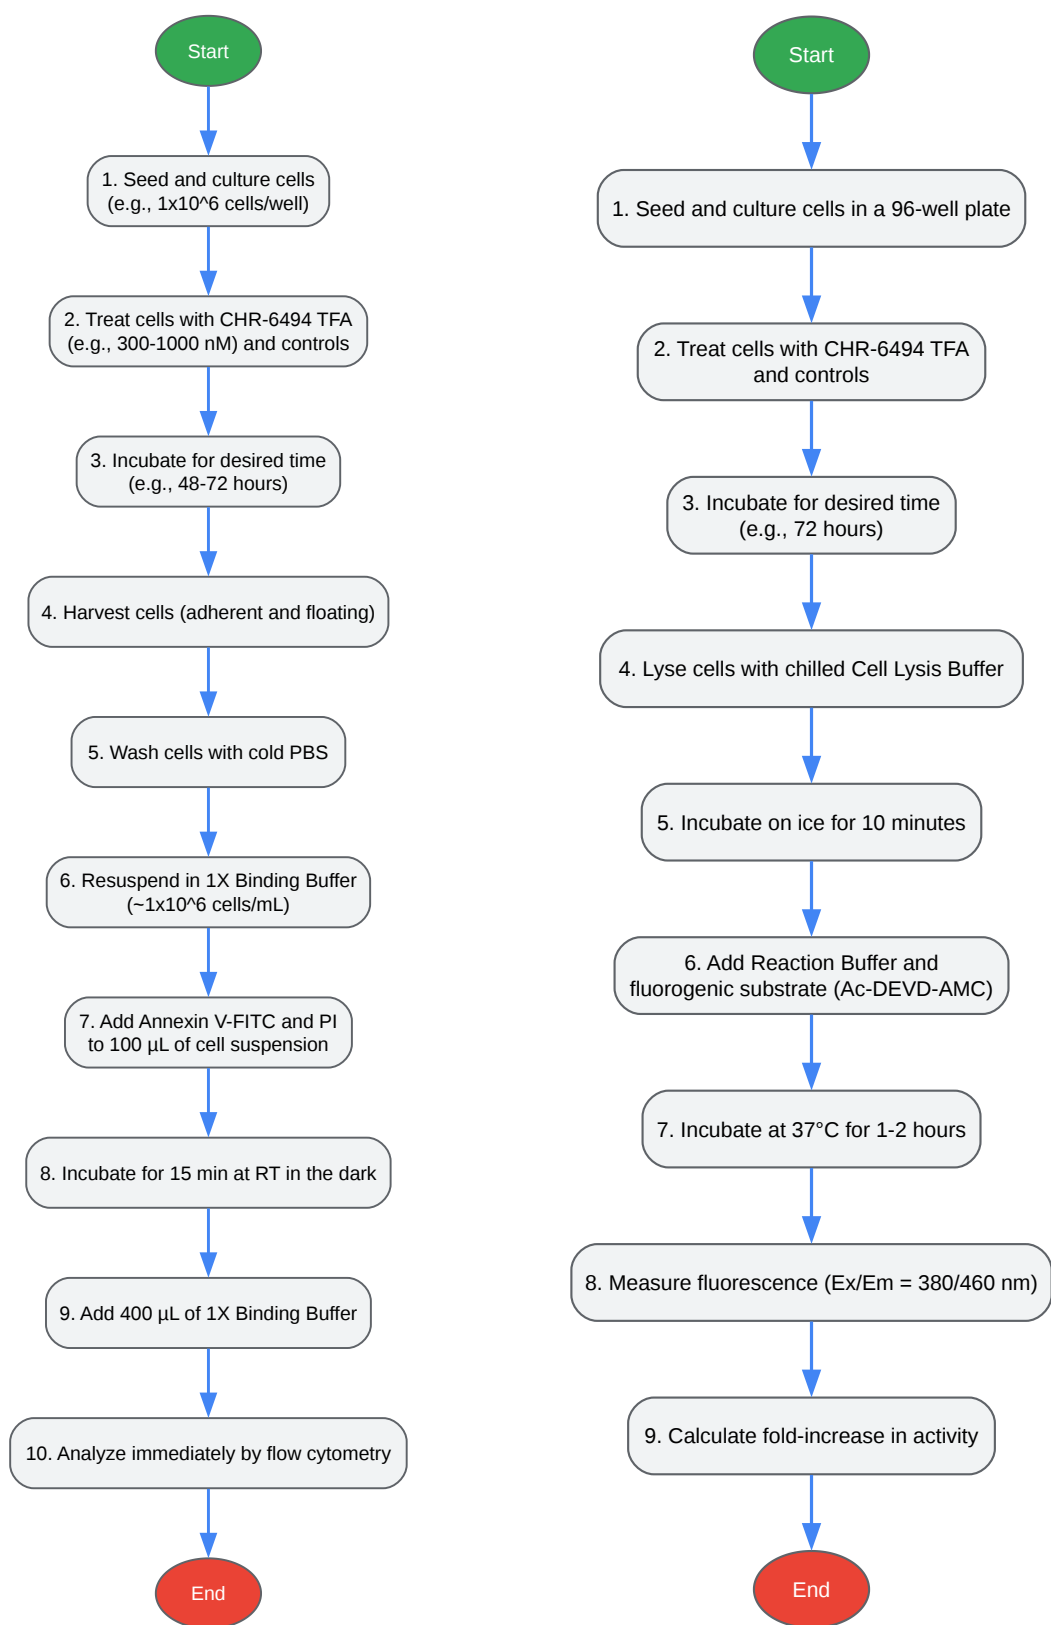 Start
1. Seed and culture cells
(e.g., 1x10^6 cells/well)
2. Treat cells with CHR-6494 TFA
(e.g., 300-1000 nM) and controls
3. Incubate for desired time
(e.g., 48-72 hours)
4. Harvest cells (adherent and floating)
5. Wash cells with cold PBS
6. Resuspend in 1X Binding Buffer
(~1x10^6 cells/mL)
7. Add Annexin V-FITC and PI
to 100 µL of cell suspension
8. Incubate for 15 min at RT in the dark
9. Add 400 µL of 1X Binding Buffer
10. Analyze immediately by flow cytometry
End
Start
1. Seed and culture cells in a 96-well plate
2. Treat cells with CHR-6494 TFA
and controls
3. Incubate for desired time
(e.g., 72 hours)
4. Lyse cells with chilled Cell Lysis Buffer
5. Incubate on ice for 10 minutes
6. Add Reaction Buffer and
fluorogenic substrate (Ac-DEVD-AMC)
7. Incubate at 37°C for 1-2 hours
8. Measure fluorescence (Ex/Em = 380/460 nm)
9. Calculate fold-increase in activity
End